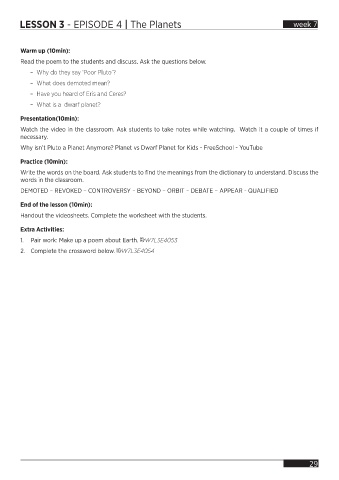 LESSON 3 - EPISODE 4 | The Planets
week 7
Warm up (10min):
Read the poem to the students and discuss. Ask the questions below.
– Why do they say 'Poor Pluto'?
– What does demoted mean?
– Have you heard of Eris and Ceres?
– What is a dwarf planet?
Presentation(10min):
Watch the video in the classroom. Ask students to take notes while watching. Watch it a couple of times if
necessary.
Why isn't Pluto a Planet Anymore? Planet vs Dwarf Planet for Kids - FreeSchool - YouTube
Practice (10min):
Write the words on the board. Ask students to find the meanings from the dictionary to understand. Discuss the
words in the classroom.
DEMOTED – REVOKED – CONTROVERSY – BEYOND – ORBIT – DEBATE – APPEAR - QUALIFIED
End of the lesson (10min):
Handout the videosheets. Complete the worksheet with the students.
Extra Activities:
1. Pair work: Make up a poem about Earth. W7L3E4O53
2. Complete the crossword below. W7L3E4O54
29